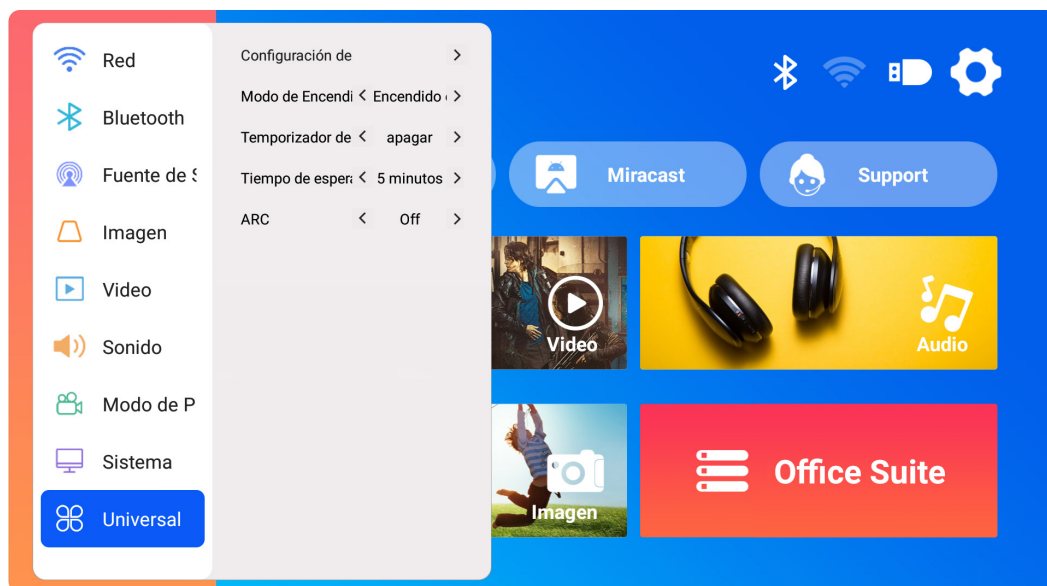 Red
Bluetooth
Fuente de S
Imagen
Video
Sonido
Modo de P
Sistema
Universal
Configuración de
Modo de Encendi Encendido
Temporizador de apagar
Tiempo de espera 5 minutos
ARC Off
Miracast
Support
Video
Audio
Imagen
Office Suite